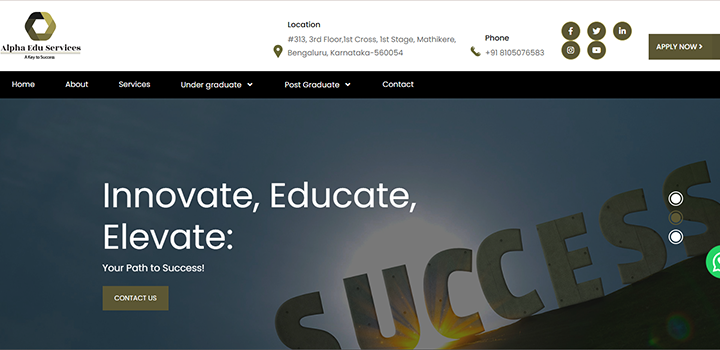 Alpha Edu Services
A Key to Success
Location
#313, 3rd Floor,1st Cross, 1st Stage, Mathikere,
Bengaluru, Karnataka-560054
Phone
+91 8105076583
APPLY NOW
Home
About
Services
Under graduate
Post Graduate
Contact
Innovate, Educate,
Elevate:
Your Path to Success!
CONTACT US
SUCCESS